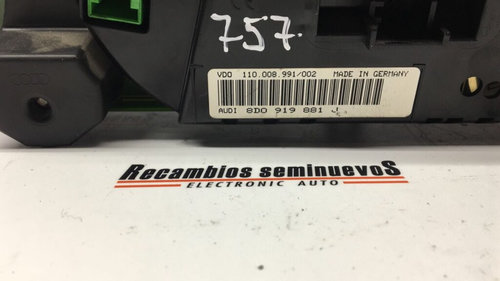 757.
VDO 110.008.991/002 MADE IN GERMANY
AUDI 8D0 919 881
Recambios seminuevoS
ELECTRONIC AUTO